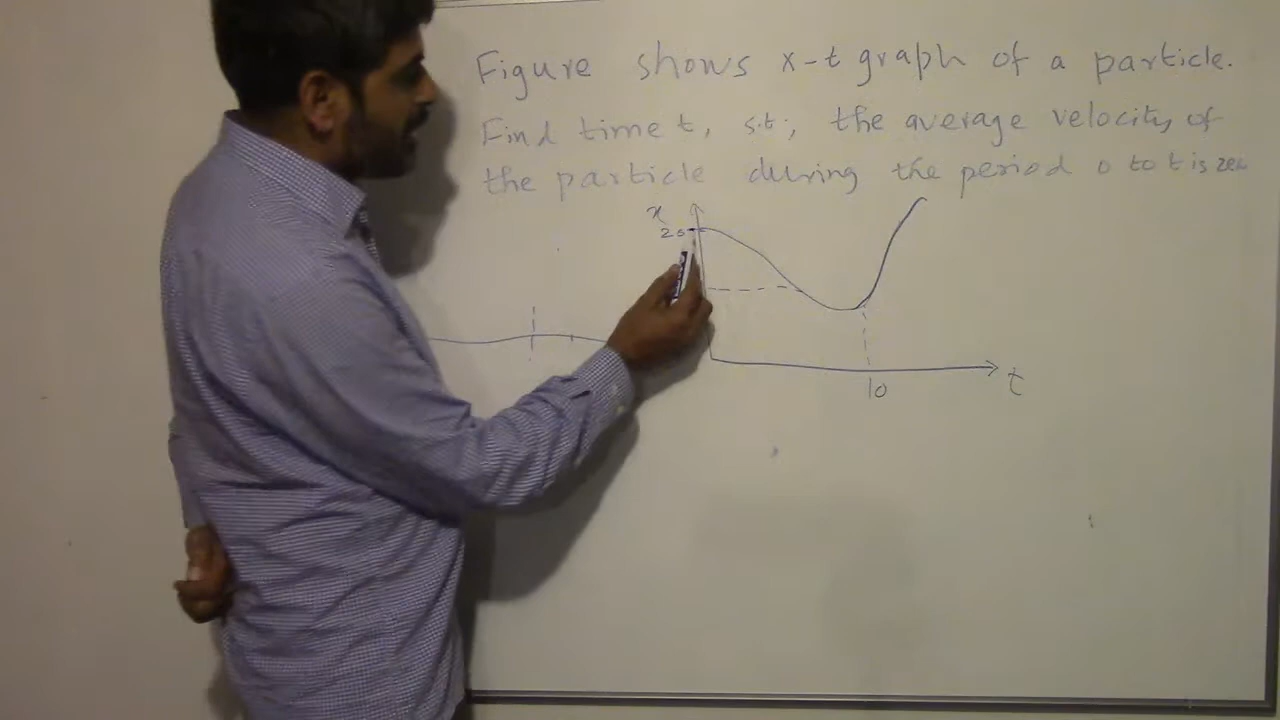 Figure shows x-t graph of a particle.
Find time t, s.t; the average velocity of
the particle during the period 0 to t is zero
x
20
10
t